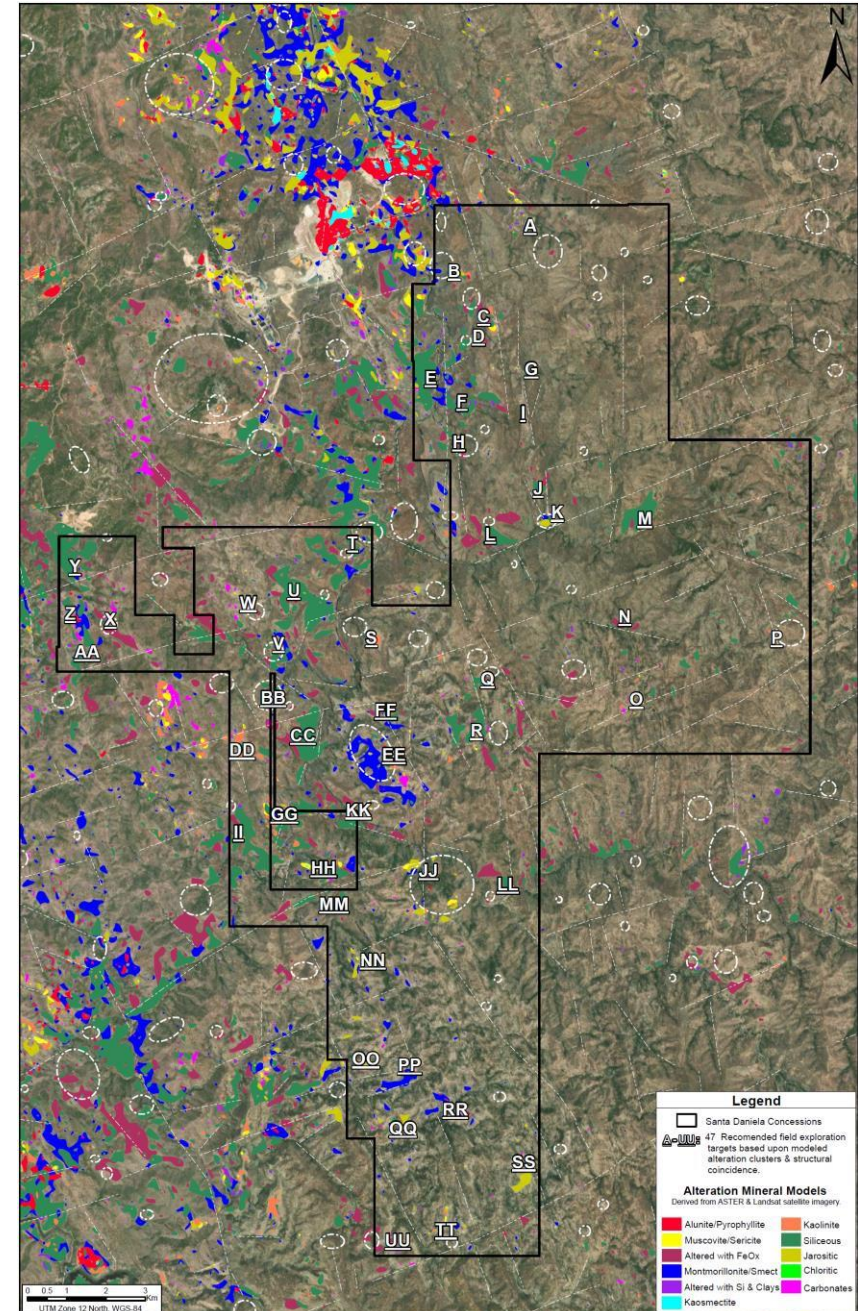 N
A
B
C
D
E
G
F
I
H
J
K
L
M
T
Y
U
W
Z
X
N
S
P
V
AA
Q
BB
O
FF
R
CC
DD
EE
GG
KK
II
HH
JJ
LL
MM
NN
OO
PP
RR
QQ
SS
TT
UU
Legend
Santa Daniela Concessions
A-UU:
47 Recomended field exploration
targets based upon modeled
alteration clusters & structural
coincidence.
Alteration Mineral Models
Derived from ASTER & Landsat satellite imagery.
Alunite/Pyrophyllite
Muscovite/Sericite
Altered with FeOx
Montmorillonite/Smect
Altered with Si & Clays
Kaosnectite
Kaolinite
Siliceous
Jarositic
Chloritic
Carbonates
0 0.5 1 2 3
Km
UTM Zone 12 North, WGS-84